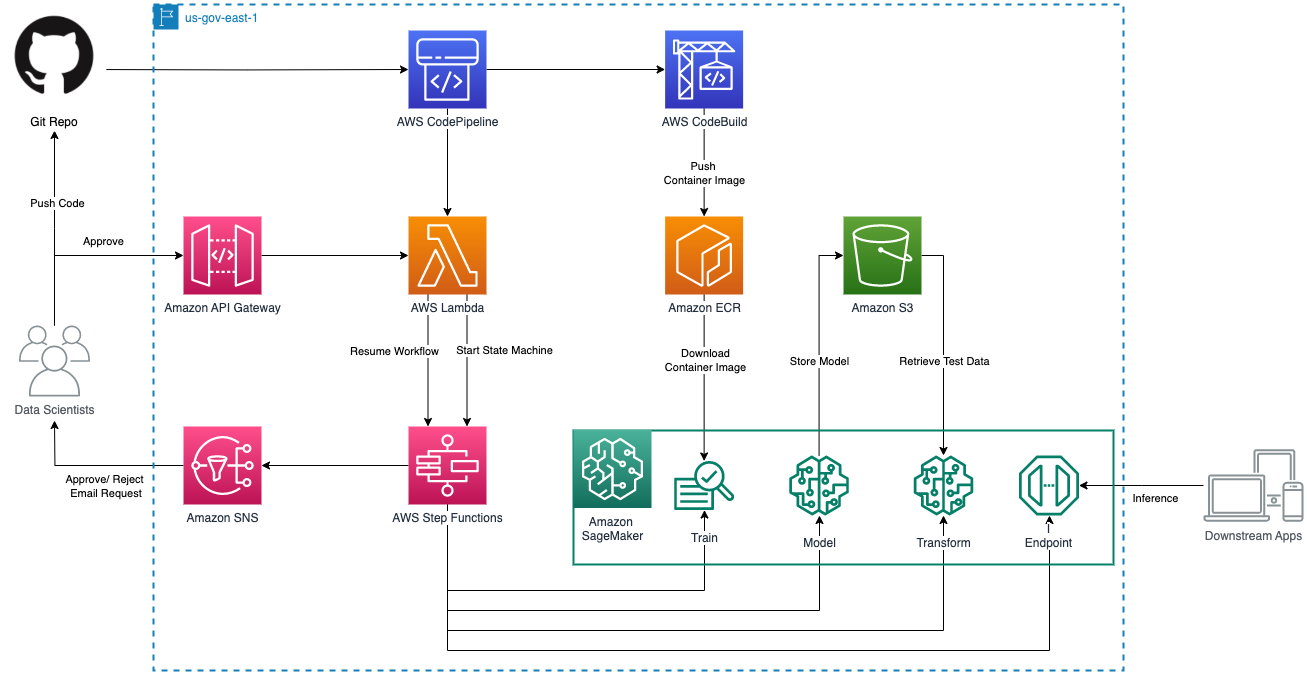 us-gov-east-1
Git Repo
AWS CodePipeline
AWS CodeBuild
Push
Container Image
Push Code
Approve
Amazon API Gateway
AWS Lambda
Amazon ECR
Amazon S3
Resume Workflow
Start State Machine
Download
Container Image
Store Model
Retrieve Test Data
Data Scientists
Approve/ Reject
Email Request
Amazon SNS
AWS Step Functions
Amazon
SageMaker
Train
Model
Transform
Endpoint
Inference
Downstream Apps